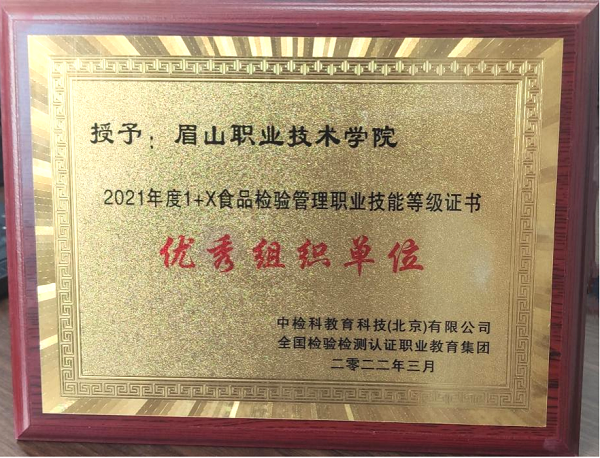 授予：眉山职业技术学院
2021年度1+X食品检验管理职业技能等级证书
优秀组织单位
中检科教育科技(北京)有限公司
全国检验检测认证职业教育集团
二零二二年三月